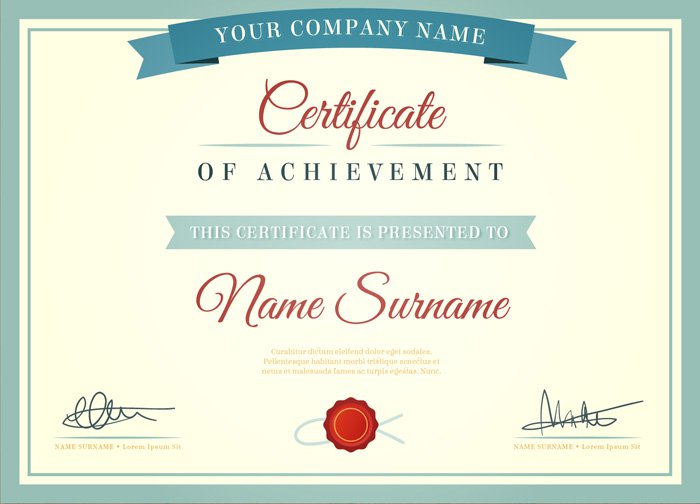 YOUR COMPANY NAME
Certificate
OF ACHIEVEMENT
THIS CERTIFICATE IS PRESENTED TO
Name Surname
Curabitur dictum eleifend dolor eget sodales.
Pellentesque habitant morbi tristique senectus et
netus et malesuada fames ac turpis egestas. Nunc.
NAME SURNAME • Lorem Ipsum Sit
NAME SURNAME • Lorem Ipsum Sit